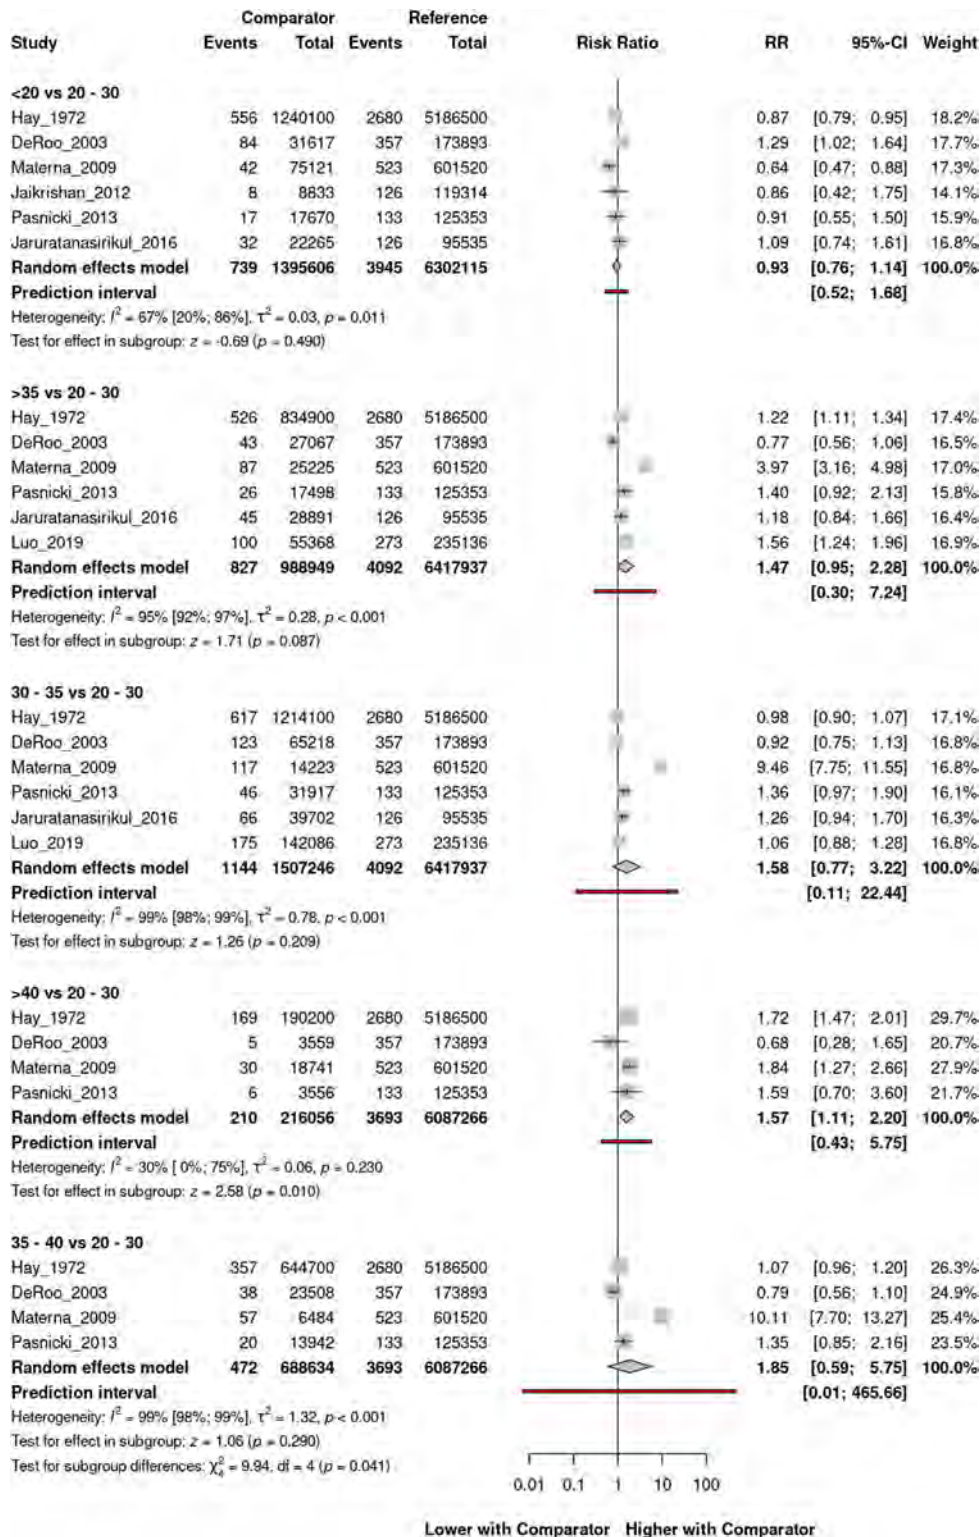 Comparator Reference
Study Events Total Events Total Risk Ratio RR 95%-CI Weight
<20 vs 20 - 30
Hay_1972 556 1240100 2680 5186500 0.87 [0.79; 0.95] 18.2%
DeRoo_2003 84 31617 357 173893 1.29 [1.02; 1.64] 17.7%
Materna_2009 42 75121 523 601520 0.64 [0.47; 0.88] 17.3%
Jaikrishan_2012 8 8833 126 119314 0.86 [0.42; 1.75] 14.1%
Pasnicki_2013 17 17670 133 125353 0.91 [0.55; 1.50] 15.9%
Jaruratanasirikul_2016 32 22265 126 95535 1.09 [0.74; 1.61] 16.8%
Random effects model 739 1395606 3945 6302115 0.93 [0.76; 1.14] 100.0%
Prediction interval [0.52; 1.68]
Heterogeneity: I² = 67% [20%; 86%], τ² = 0.03, p = 0.011
Test for effect in subgroup: z = -0.69 (p = 0.490)
>35 vs 20 - 30
Hay_1972 526 834900 2680 5186500 1.22 [1.11; 1.34] 17.4%
DeRoo_2003 43 27067 357 173893 0.77 [0.56; 1.06] 16.5%
Materna_2009 87 25225 523 601520 3.97 [3.16; 4.98] 17.0%
Pasnicki_2013 26 17498 133 125353 1.40 [0.92; 2.13] 15.8%
Jaruratanasirikul_2016 45 28891 126 95535 1.18 [0.84; 1.66] 16.4%
Luo_2019 100 55368 273 235136 1.56 [1.24; 1.96] 16.9%
Random effects model 827 988949 4092 6417937 1.47 [0.95; 2.28] 100.0%
Prediction interval [0.30; 7.24]
Heterogeneity: I² = 95% [92%; 97%], τ² = 0.28, p < 0.001
Test for effect in subgroup: z = 1.71 (p = 0.087)
30 - 35 vs 20 - 30
Hay_1972 617 1214100 2680 5186500 0.98 [0.90; 1.07] 17.1%
DeRoo_2003 123 65218 357 173893 0.92 [0.75; 1.13] 16.8%
Materna_2009 117 14223 523 601520 9.46 [7.75; 11.55] 16.8%
Pasnicki_2013 46 31917 133 125353 1.36 [0.97; 1.90] 16.1%
Jaruratanasirikul_2016 66 39702 126 95535 1.26 [0.94; 1.70] 16.3%
Luo_2019 175 142086 273 235136 1.06 [0.88; 1.28] 16.8%
Random effects model 1144 1507246 4092 6417937 1.58 [0.77; 3.22] 100.0%
Prediction interval [0.11; 22.44]
Heterogeneity: I² = 99% [98%; 99%], τ² = 0.78, p < 0.001
Test for effect in subgroup: z = 1.26 (p = 0.209)
>40 vs 20 - 30
Hay_1972 169 190200 2680 5186500 1.72 [1.47; 2.01] 29.7%
DeRoo_2003 5 3559 357 173893 0.68 [0.28; 1.65] 20.7%
Materna_2009 30 18741 523 601520 1.84 [1.27; 2.66] 27.9%
Pasnicki_2013 6 3556 133 125353 1.59 [0.70; 3.60] 21.7%
Random effects model 210 216056 3693 6087266 1.57 [1.11; 2.20] 100.0%
Prediction interval [0.43; 5.75]
Heterogeneity: I² = 30% [ 0%; 75%], τ² = 0.06, p = 0.230
Test for effect in subgroup: z = 2.58 (p = 0.010)
35 - 40 vs 20 - 30
Hay_1972 357 644700 2680 5186500 1.07 [0.96; 1.20] 26.3%
DeRoo_2003 38 23508 357 173893 0.79 [0.56; 1.10] 24.9%
Materna_2009 57 6484 523 601520 10.11 [7.70; 13.27] 25.4%
Pasnicki_2013 20 13942 133 125353 1.35 [0.85; 2.16] 23.5%
Random effects model 472 688634 3693 6087266 1.85 [0.59; 5.75] 100.0%
Prediction interval [0.01; 465.66]
Heterogeneity: I² = 99% [98%; 99%], τ² = 1.32, p < 0.001
Test for effect in subgroup: z = 1.06 (p = 0.290)
Test for subgroup differences: χ²₄ = 9.94, df = 4 (p = 0.041)
0.01 0.1 1 10 100
Lower with Comparator Higher with Comparator